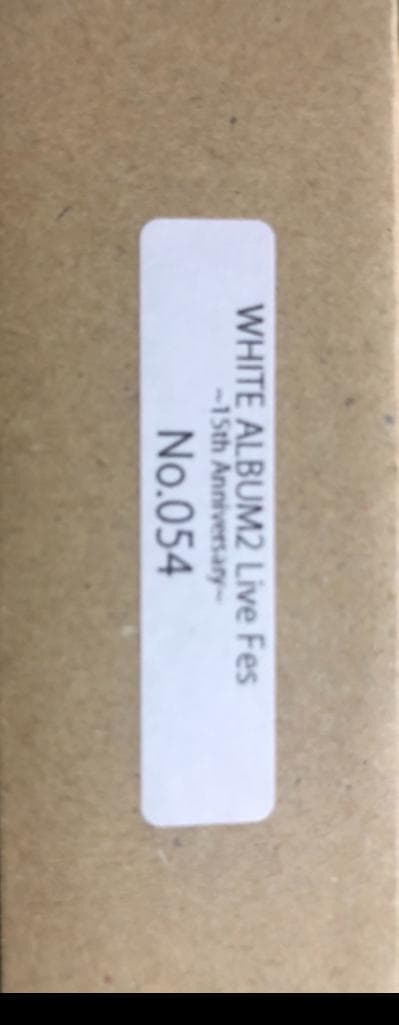 WHITE ALBUM2 Live Fes
~15th Anniversary~
No.054